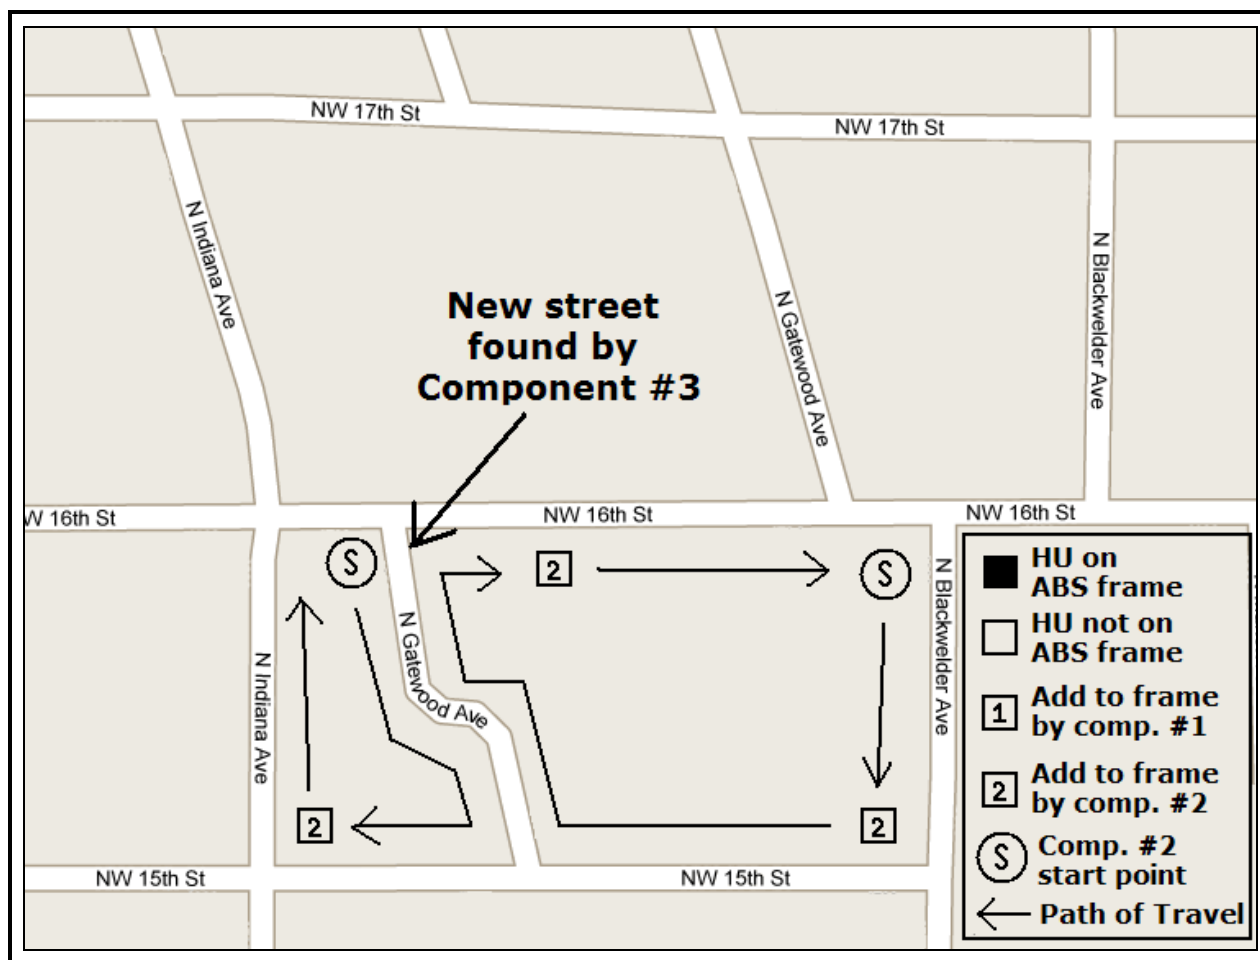 NW 17th St
NW 17th St
N Indiana Ave
N Gatewood Ave
N Blackwelder Ave
New street
found by
Component #3
W 16th St
NW 16th St
NW 16th St
S
2
S
N Gatewood Ave
N Indiana Ave
N Blackwelder Ave
2
2
NW 15th St
NW 15th St
HU on
ABS frame
HU not on
ABS frame
1 Add to frame
by comp. #1
2 Add to frame
by comp. #2
S Comp. #2
start point
Path of Travel